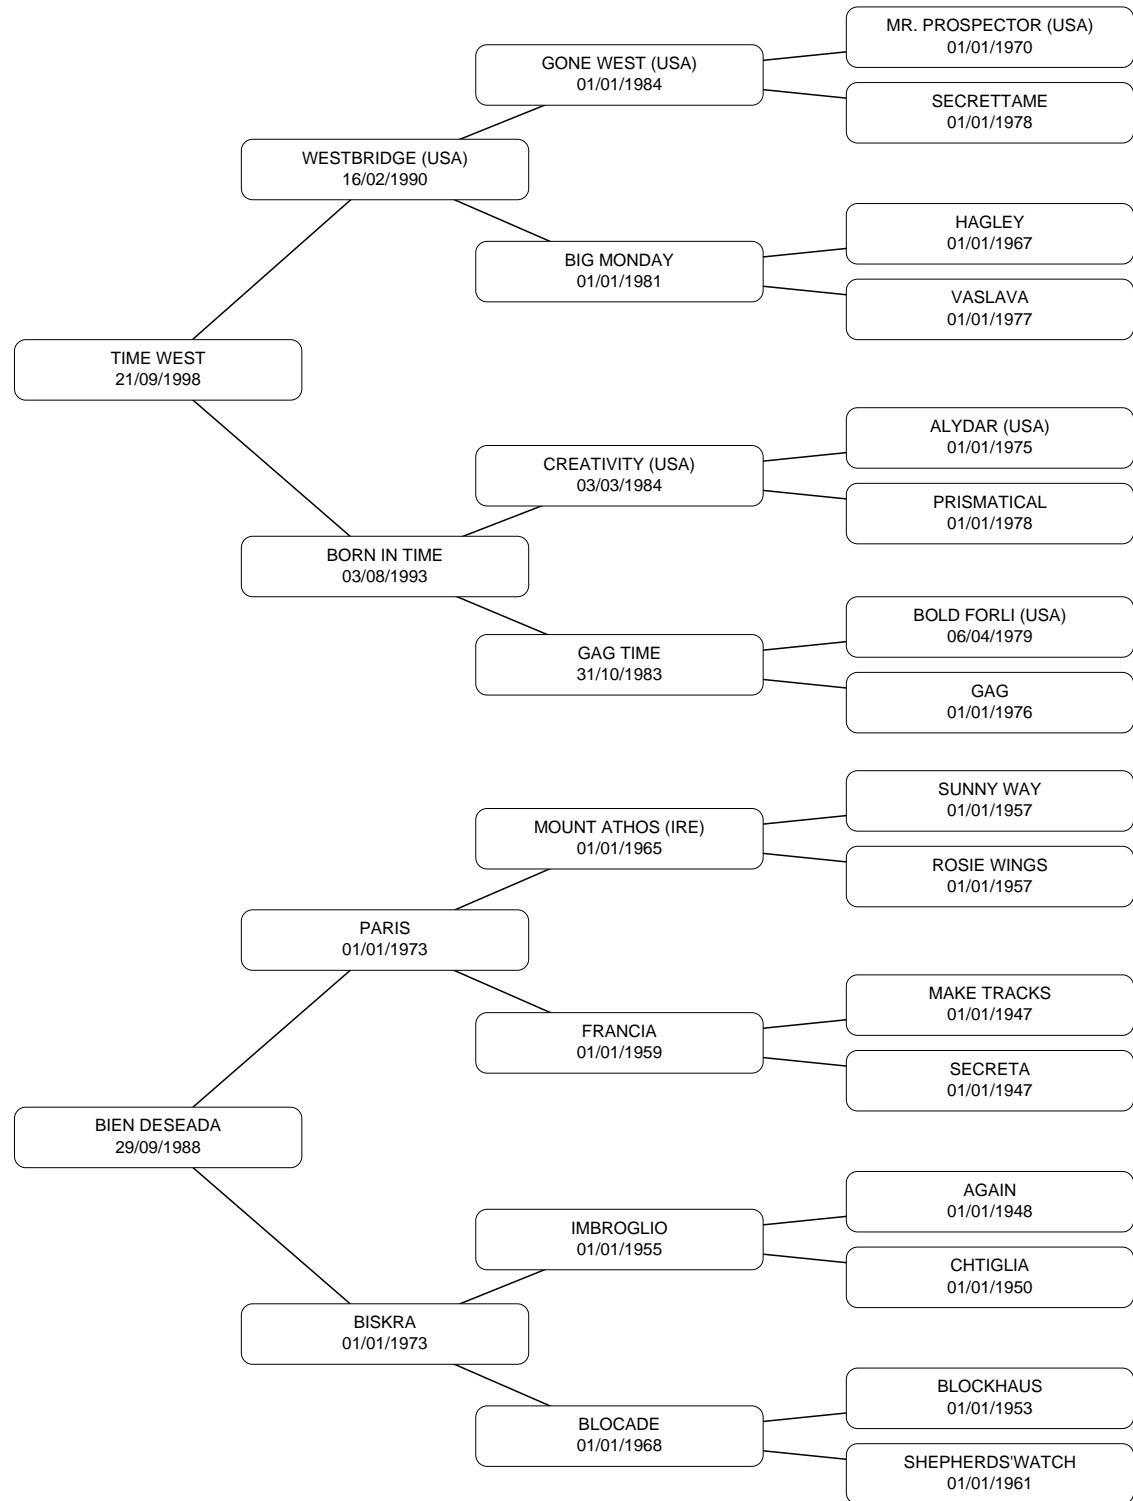 MR. PROSPECTOR (USA)
01/01/1970
GONE WEST (USA)
01/01/1984
SECRETTAME
01/01/1978
WESTBRIDGE (USA)
16/02/1990
HAGLEY
01/01/1967
BIG MONDAY
01/01/1981
VASLAVA
01/01/1977
TIME WEST
21/09/1998
ALYDAR (USA)
01/01/1975
CREATIVITY (USA)
03/03/1984
PRISMATICAL
01/01/1978
BORN IN TIME
03/08/1993
BOLD FORLI (USA)
06/04/1979
GAG TIME
31/10/1983
GAG
01/01/1976
SUNNY WAY
01/01/1957
MOUNT ATHOS (IRE)
01/01/1965
ROSIE WINGS
01/01/1957
PARIS
01/01/1973
MAKE TRACKS
01/01/1947
FRANCIA
01/01/1959
SECRETA
01/01/1947
BIEN DESEADA
29/09/1988
AGAIN
01/01/1948
IMBROGLIO
01/01/1955
CHTIGLIA
01/01/1950
BISKRA
01/01/1973
BLOCKHAUS
01/01/1953
BLOCADE
01/01/1968
SHEPHERDS'WATCH
01/01/1961